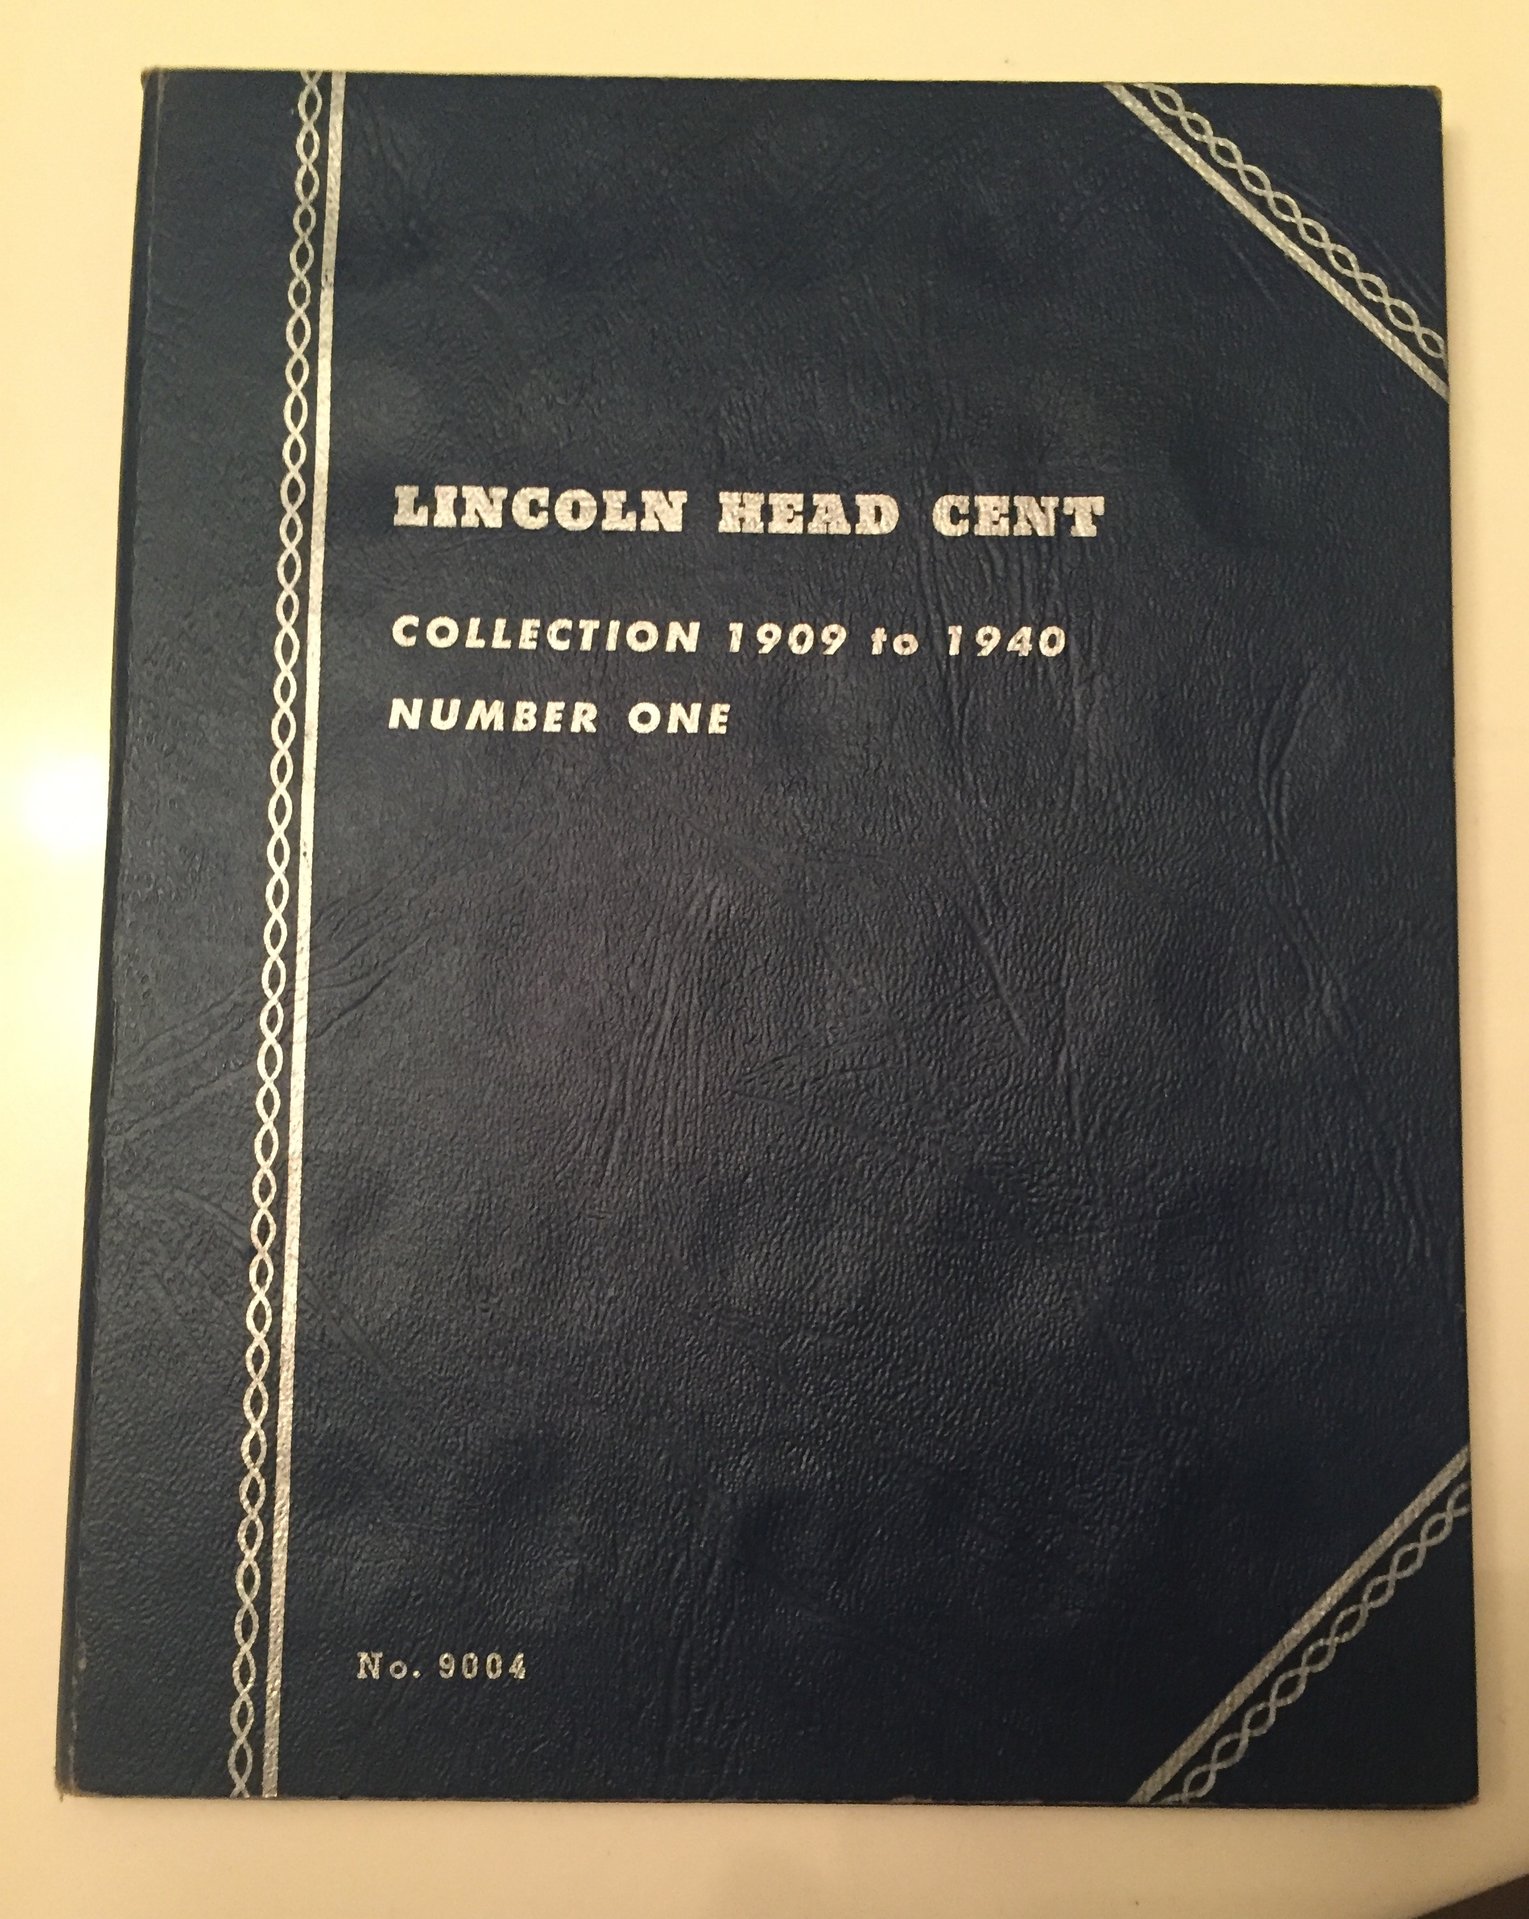 LINCOLN HEAD CENT
COLLECTION 1909 to 1940
NUMBER ONE
No. 9004